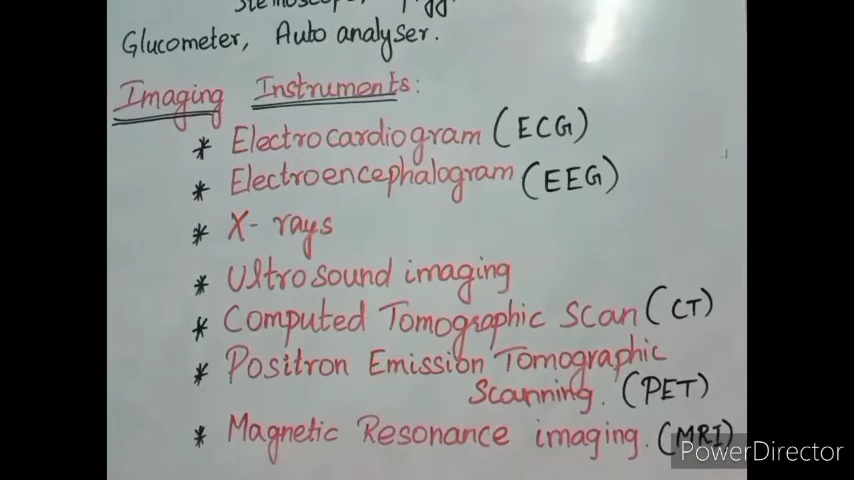 Glucometer, Auto analyser.
Imaging Instruments:
* Electrocardiogram (ECG)
* Electroencephalogram (EEG)
* X-rays
* Ultrosound imaging
* Computed Tomographic Scan (CT)
* Positron Emission Tomographic
Scanning. (PET)
* Magnetic Resonance imaging. (MRI)
PowerDirector